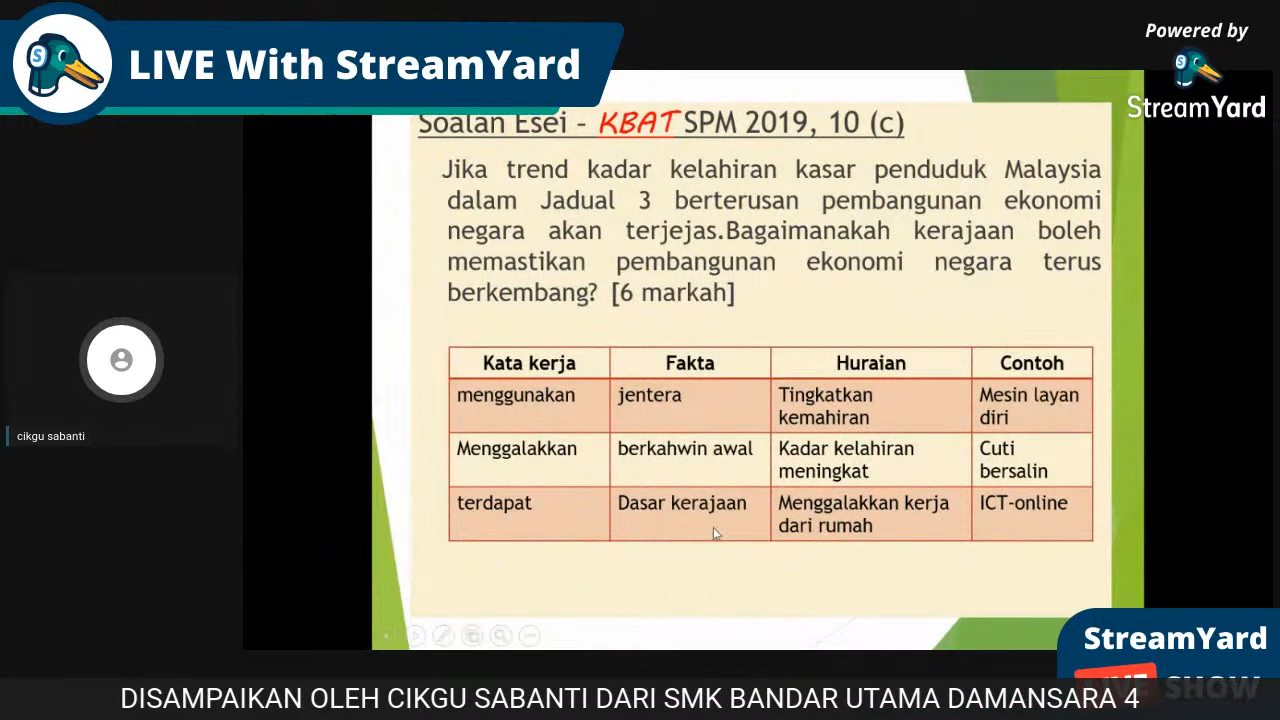 LIVE With StreamYard
Powered by
StreamYard
Soalan Esei – KBAT SPM 2019, 10 (c)
Jika trend kadar kelahiran kasar penduduk Malaysia
dalam Jadual 3 berterusan pembangunan ekonomi
negara akan terjejas.Bagaimanakah kerajaan boleh
memastikan pembangunan ekonomi negara terus
berkembang? [6 markah]
Kata kerja Fakta Huraian Contoh
menggunakan jentera Tingkatkan kemahiran Mesin layan diri
Menggalakkan berkahwin awal Kadar kelahiran meningkat Cuti bersalin
terdapat Dasar kerajaan Menggalakkan kerja dari rumah ICT-online
cikgu sabanti
StreamYard
LIVE SHOW
DISAMPAIKAN OLEH CIKGU SABANTI DARI SMK BANDAR UTAMA DAMANSARA 4